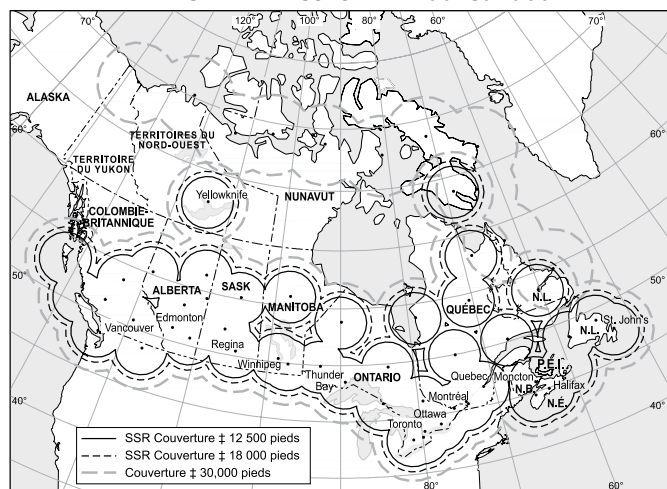 70°
120°
100°
80°
70°
ALASKA
60°
TERRITOIRES DU
NORD-OUEST
TERRITOIRE
DU YUKON
60°
Yellowknife
NUNAVUT
COLOMBIE-
BRITANNIQUE
50°
ALBERTA
SASK
MANITOBA
QUÉBEC
N.L.
St. John's
N.L.
50°
Vancouver
Edmonton
Regina
Winnipeg
Thunder
Bay
ONTARIO
Quebec
Moncton
P.E.I.
N.B.
Halifax
N.É.
Montréal
Ottawa
Toronto
40°
40°
80°
60°
SSR Couverture ‡ 12 500 pieds
SSR Couverture ‡ 18 000 pieds
Couverture ‡ 30,000 pieds